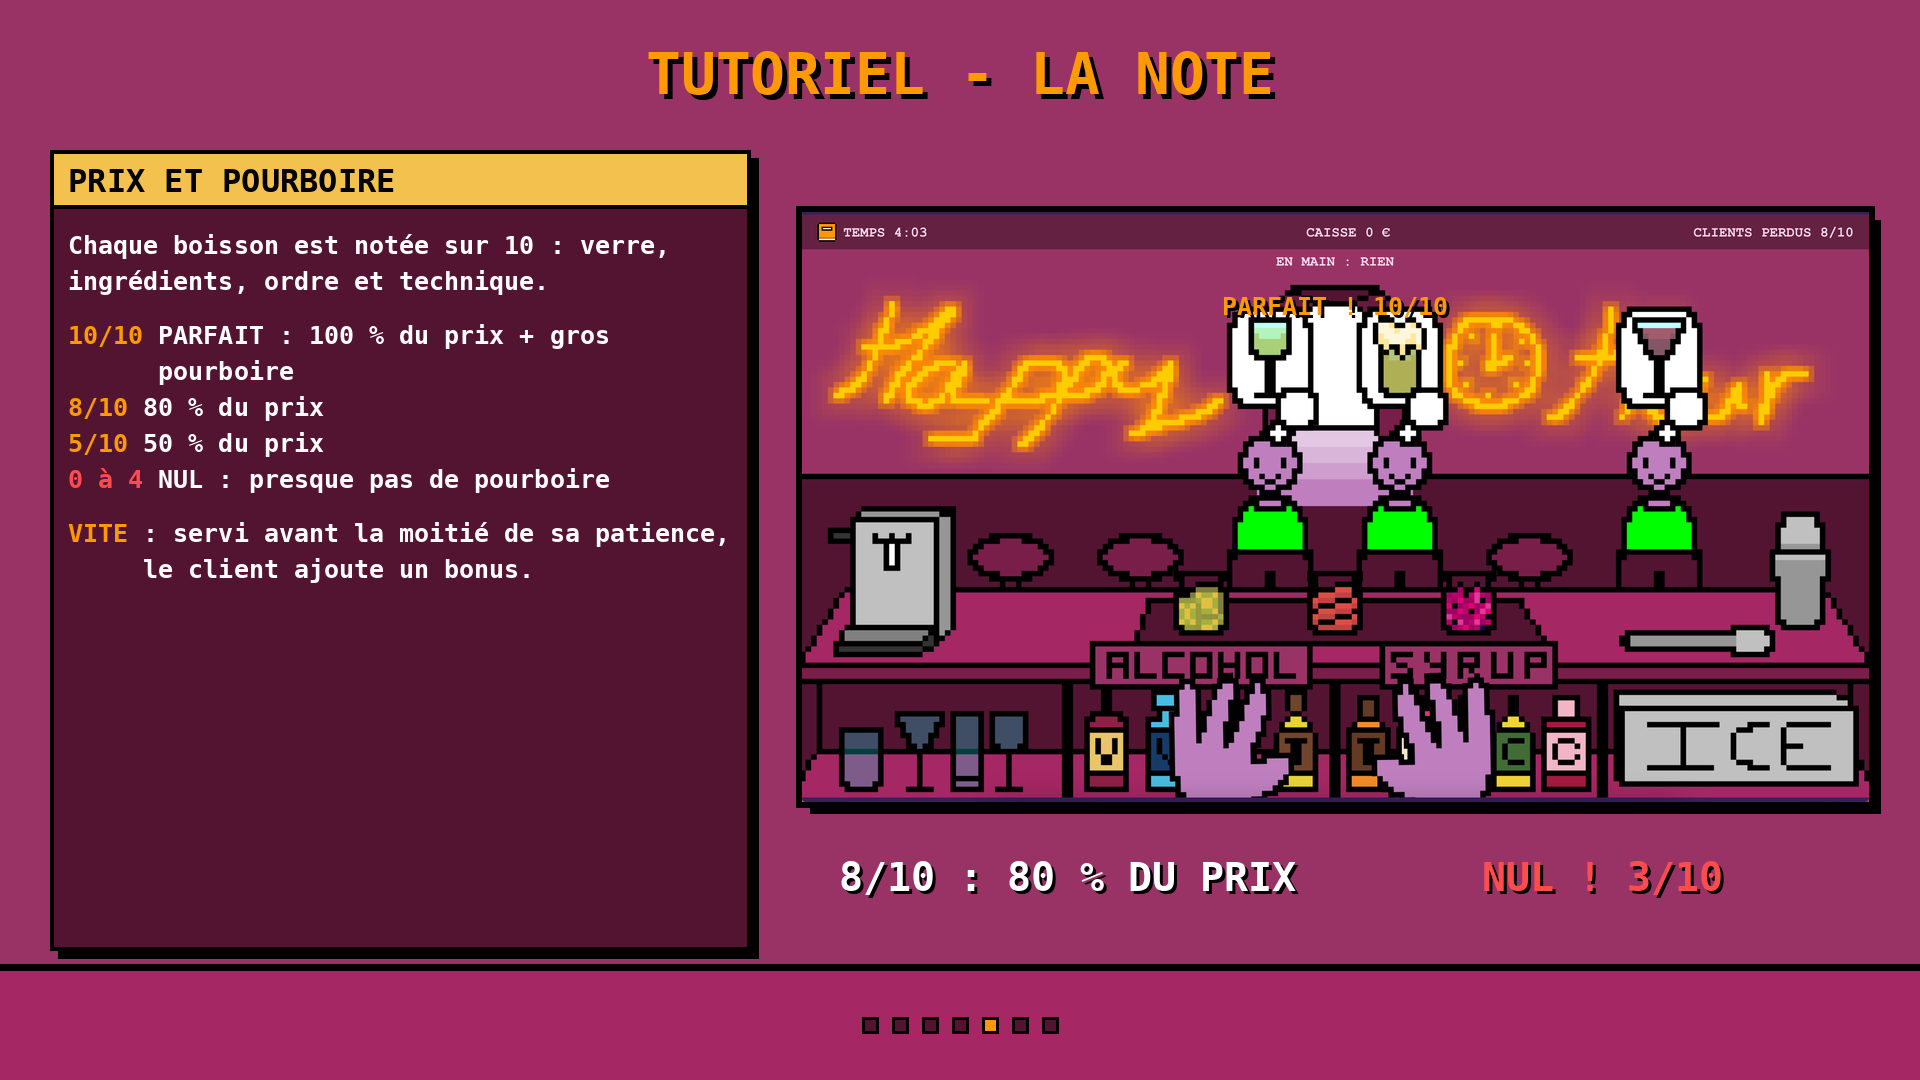 TUTORIEL - LA NOTE
PRIX ET POURBOIRE
Chaque boisson est notée sur 10 : verre,
ingrédients, ordre et technique.
10/10 PARFAIT : 100 % du prix + gros
pourboire
8/10 80 % du prix
5/10 50 % du prix
0 à 4 NUL : presque pas de pourboire
VITE : servi avant la moitié de sa patience,
le client ajoute un bonus.
TEMPS 4:03
CAISSE 0 €
CLIENTS PERDUS 8/10
EN MAIN : RIEN
PARFAIT ! 10/10
Happy
T
ALCOHOL
SYRUP
V
T
T
C
C
ICE
8/10 : 80 % DU PRIX
NUL ! 3/10